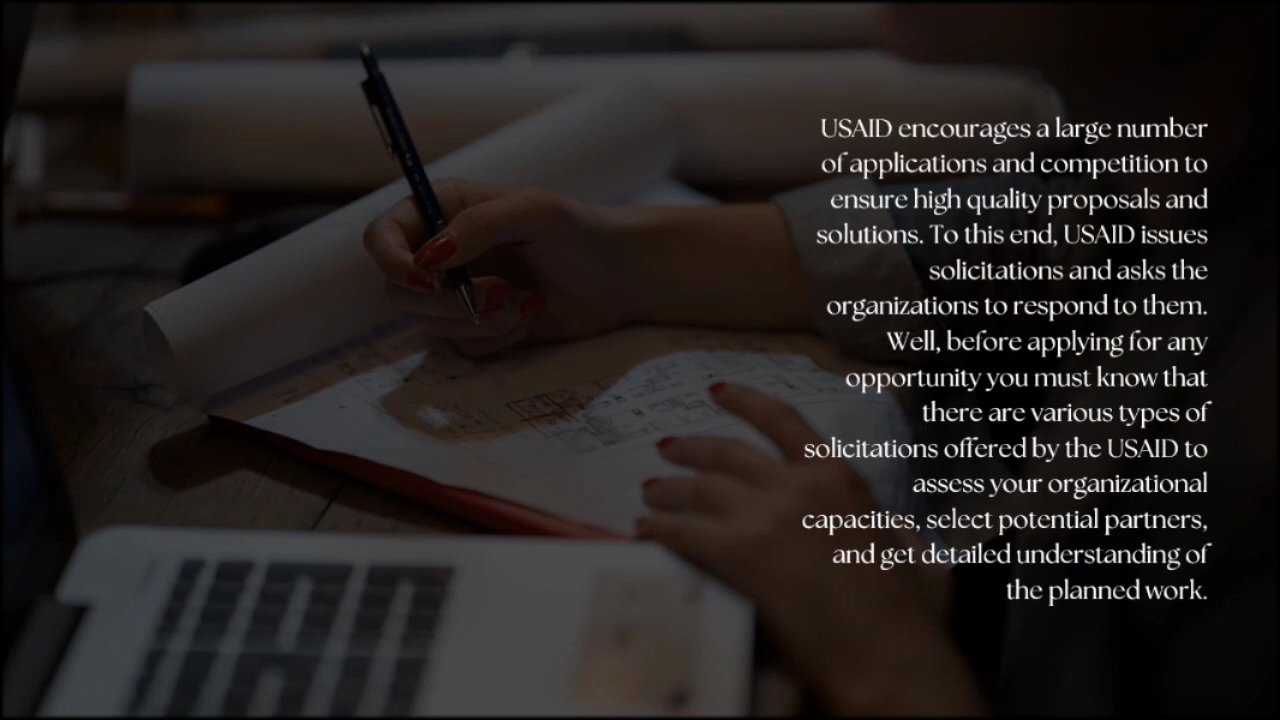 USAID encourages a large number
of applications and competition to
ensure high quality proposals and
solutions. To this end, USAID issues
solicitations and asks the
organizations to respond to them.
Well, before applying for any
opportunity you must know that
there are various types of
solicitations offered by the USAID to
assess your organizational
capacities, select potential partners,
and get detailed understanding of
the planned work.